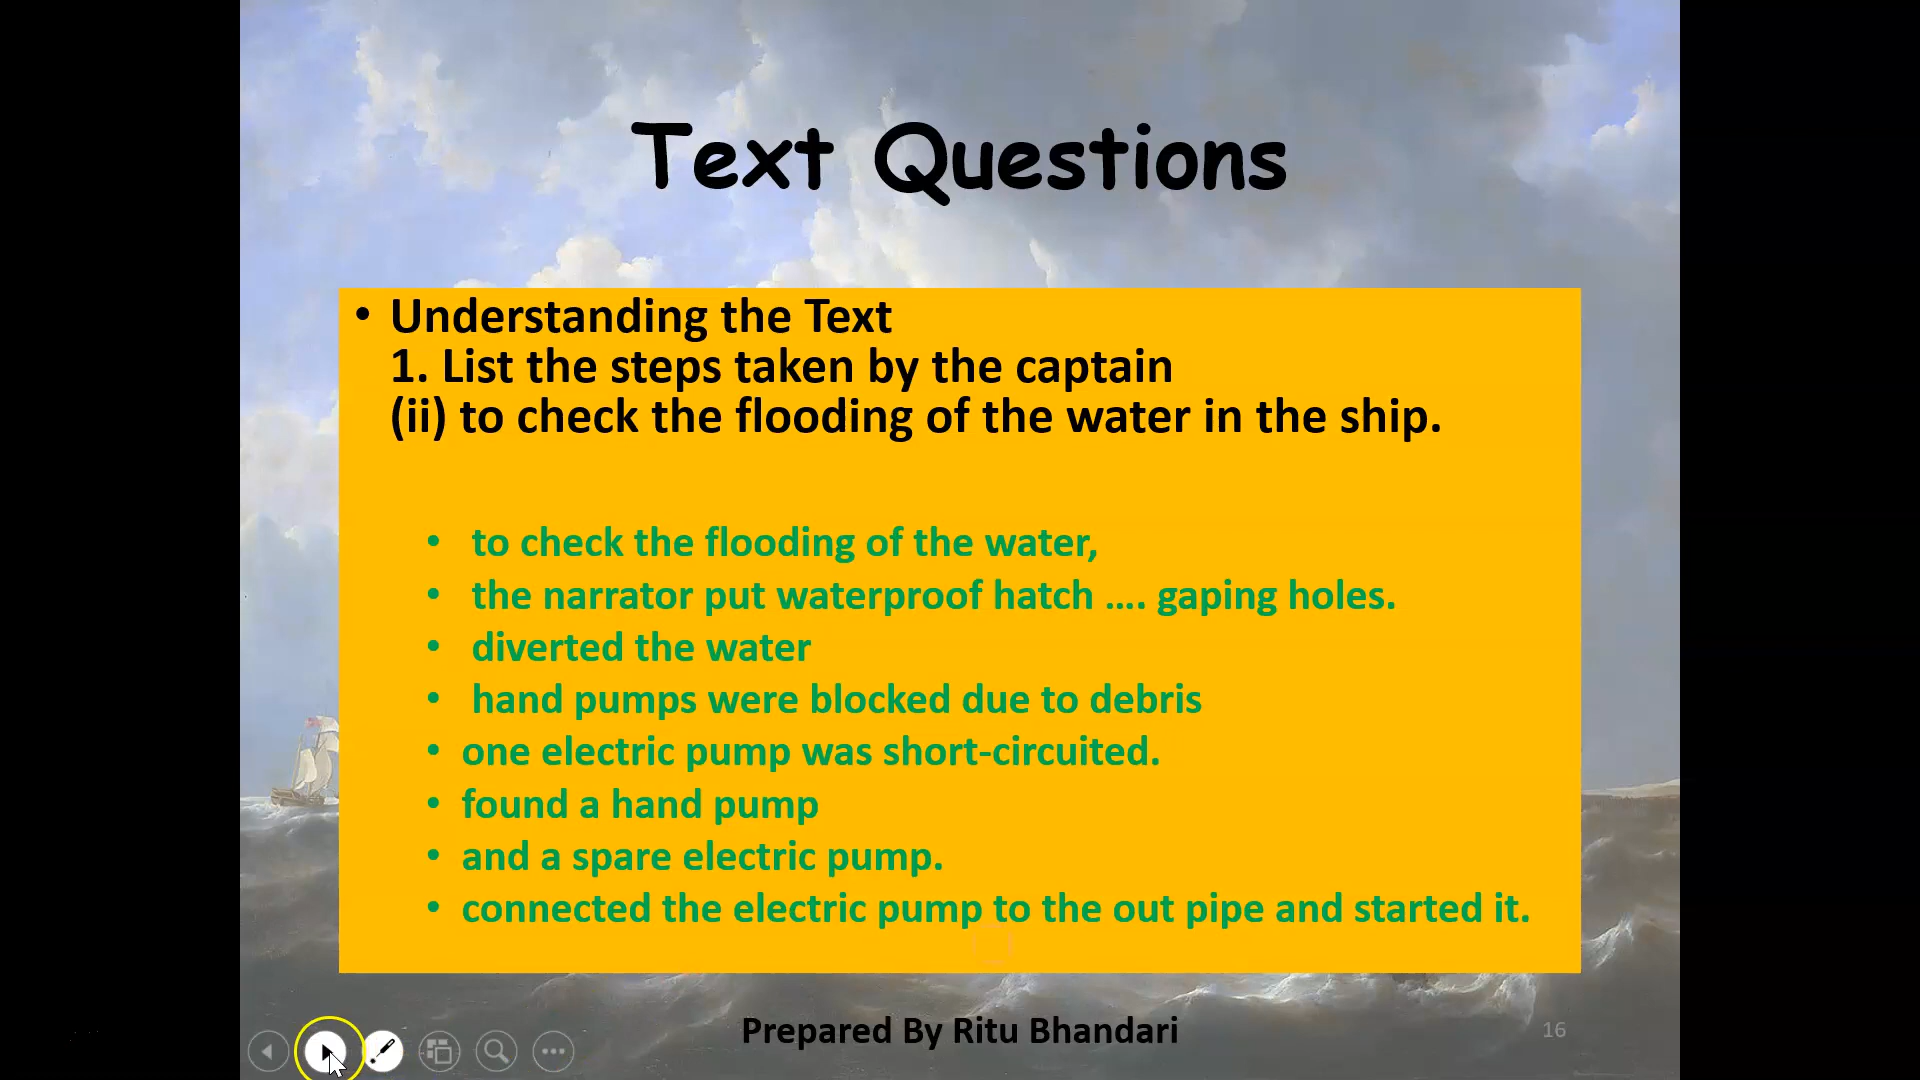 Text Questions
• Understanding the Text
1. List the steps taken by the captain
(ii) to check the flooding of the water in the ship.
• to check the flooding of the water,
• the narrator put waterproof hatch .... gaping holes.
• diverted the water
• hand pumps were blocked due to debris
• one electric pump was short-circuited.
• found a hand pump
• and a spare electric pump.
• connected the electric pump to the out pipe and started it.
Prepared By Ritu Bhandari
16